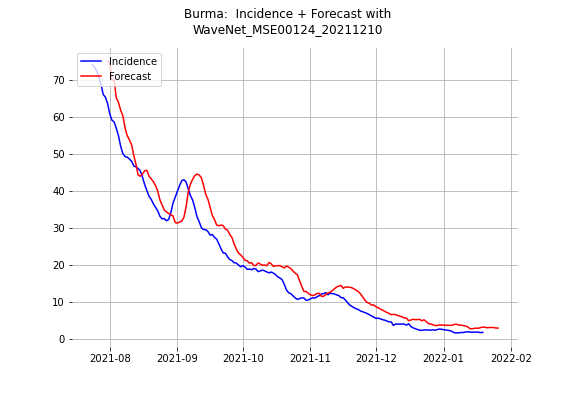 Burma:  Incidence + Forecast with
WaveNet_MSE00124_20211210
Incidence
Forecast
70
60
50
40
30
20
10
0
2021-08 2021-09 2021-10 2021-11 2021-12 2022-01 2022-02